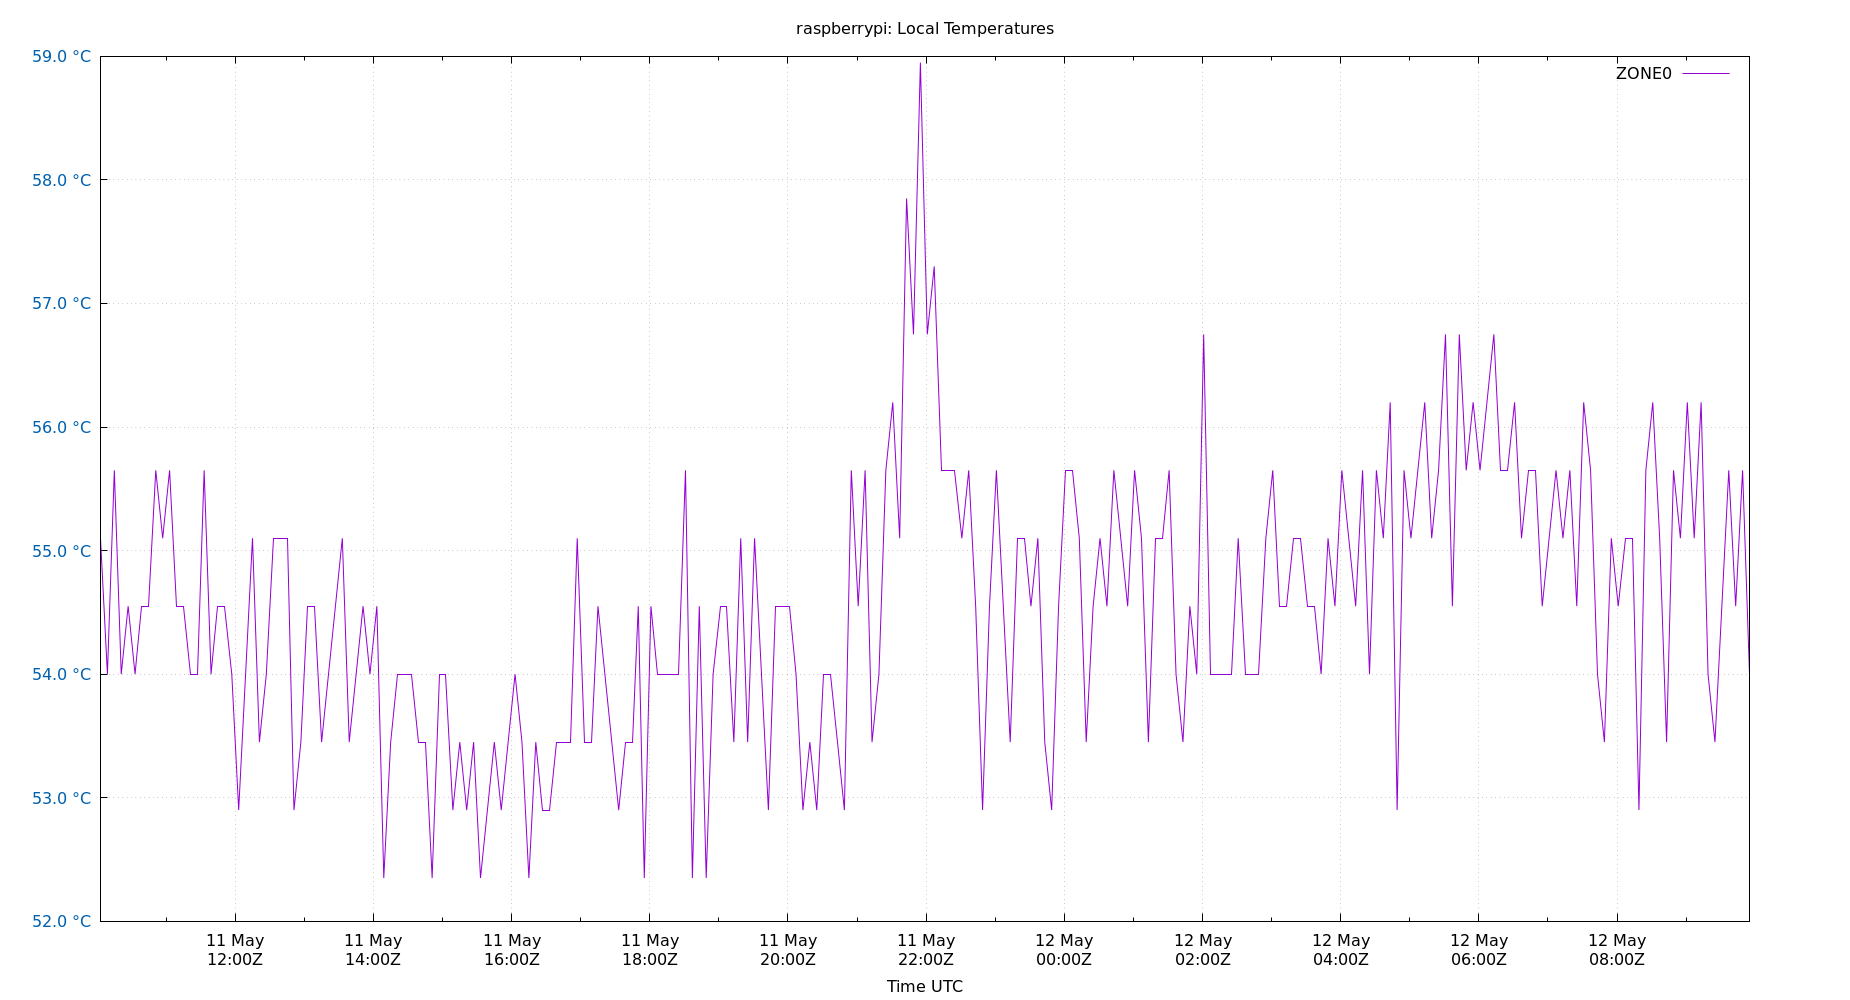 raspberrypi: Local Temperatures
59.0 °C
ZONE0
58.0 °C
57.0 °C
56.0 °C
55.0 °C
54.0 °C
53.0 °C
52.0 °C
11 May 11 May 11 May 11 May 11 May 11 May 12 May 12 May 12 May 12 May 12 May
12:00Z 14:00Z 16:00Z 18:00Z 20:00Z 22:00Z 00:00Z 02:00Z 04:00Z 06:00Z 08:00Z
Time UTC